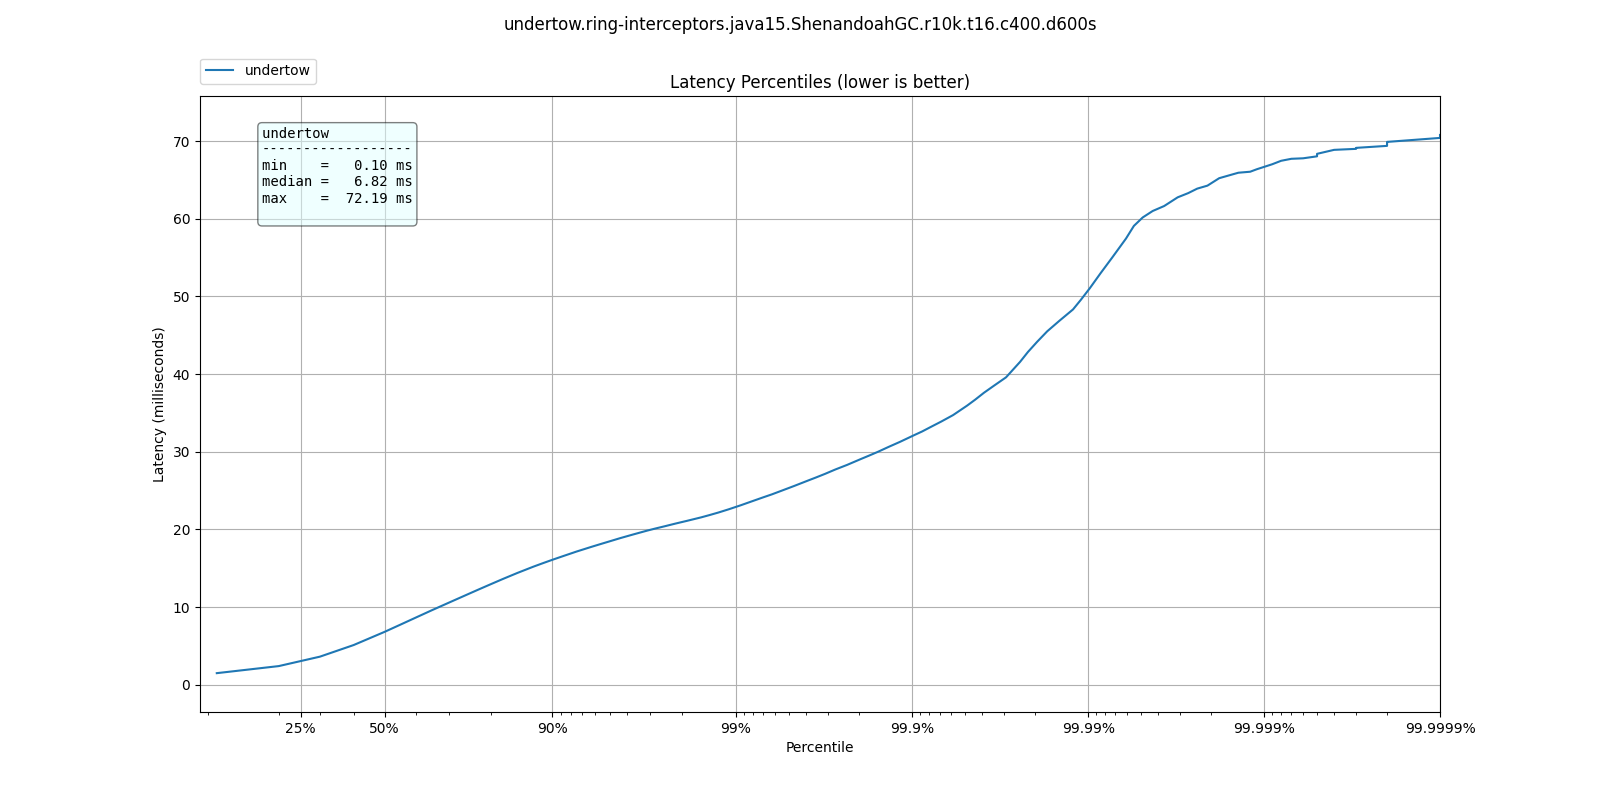 undertow.ring-interceptors.java15.ShenandoahGC.r10k.t16.c400.d600s
undertow
Latency Percentiles (lower is better)
undertow
------------------
min    =   0.10 ms
median =   6.82 ms
max    =  72.19 ms
70
60
50
40
30
20
10
0
Latency (milliseconds)
25% 50% 90% 99% 99.9% 99.99% 99.999% 99.9999%
Percentile